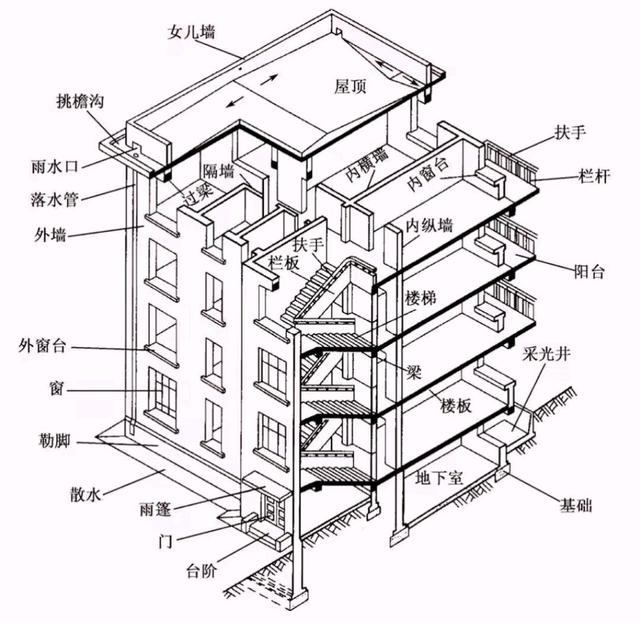 女儿墙
屋顶
挑檐沟
扶手
雨水口
隔墙
内横墙
内窗台
栏杆
过梁
落水管
外墙
内纵墙
扶手
栏板
阳台
楼梯
外窗台
梁
采光井
窗
楼板
勒脚
地下室
散水
雨篷
基础
门
台阶